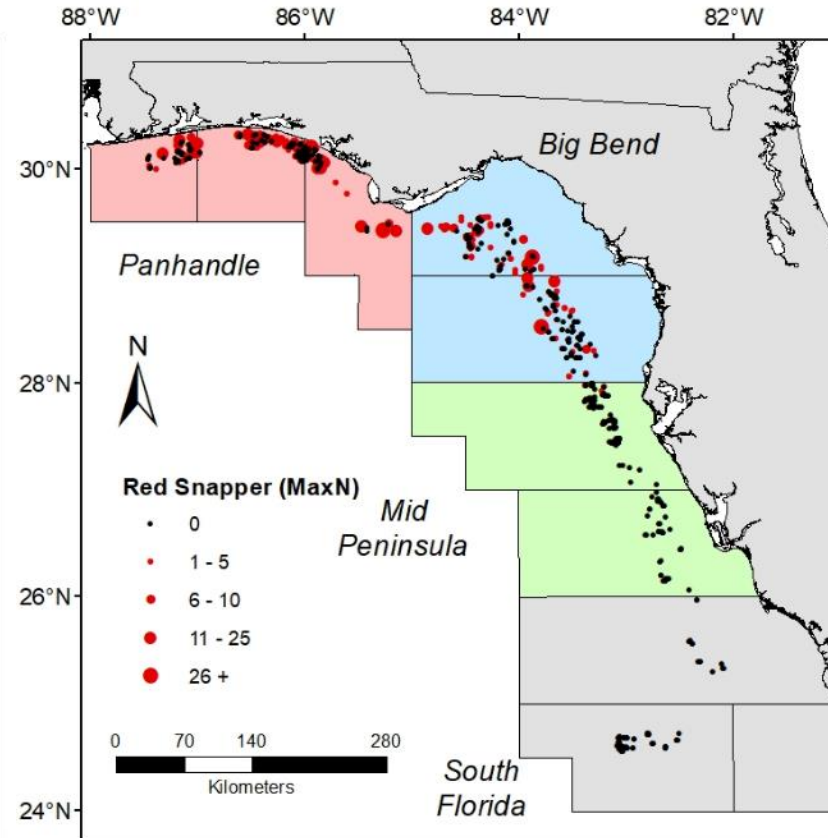 88°W 86°W 84°W 82°W
Big Bend
30°N
Panhandle
N
28°N
Red Snapper (MaxN)
0
1 - 5
6 - 10
11 - 25
26 +
Mid
Peninsula
26°N
0 70 140 280
Kilometers
South
Florida
24°N